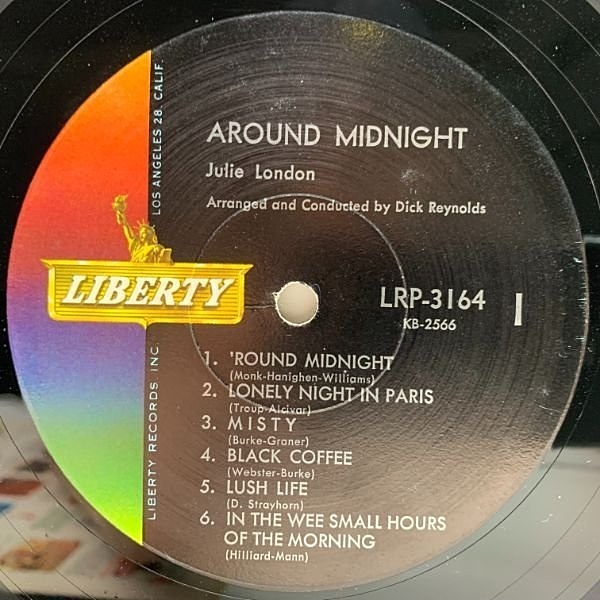 AROUND MIDNIGHT
Julie London
Arranged and Conducted by Dick Reynolds
LIBERTY
LRP-3164 1
KB-2566
1. 'ROUND MIDNIGHT
(Monk-Hanighen-Williams)
2. LONELY NIGHT IN PARIS
(Troup-Alcivar)
3. MISTY
(Burke-Graner)
4. BLACK COFFEE
(Webster-Burke)
5. LUSH LIFE
(D. Strayhorn)
6. IN THE WEE SMALL HOURS
OF THE MORNING
(Hilliard-Mann)
LIBERTY RECORDS INC. LOS ANGELES 28, CALIF.